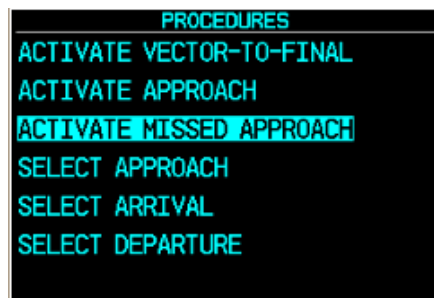 PROCEDURES
ACTIVATE VECTOR-TO-FINAL
ACTIVATE APPROACH
ACTIVATE MISSED APPROACH
SELECT APPROACH
SELECT ARRIVAL
SELECT DEPARTURE